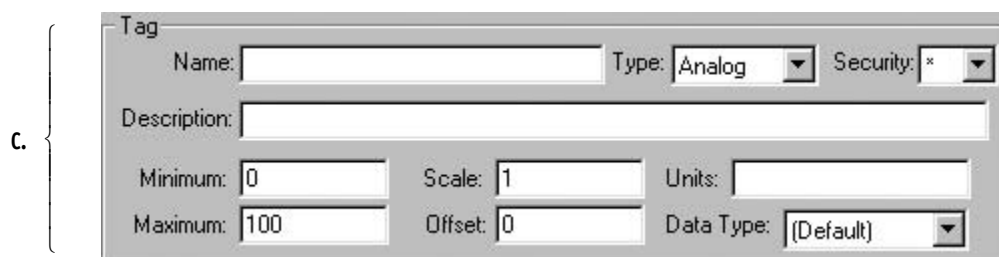 Tag
Name: Type: Analog Security: *
C. Description:
Minimum: 0 Scale: 1 Units:
Maximum: 100 Offset: 0 Data Type: (Default)